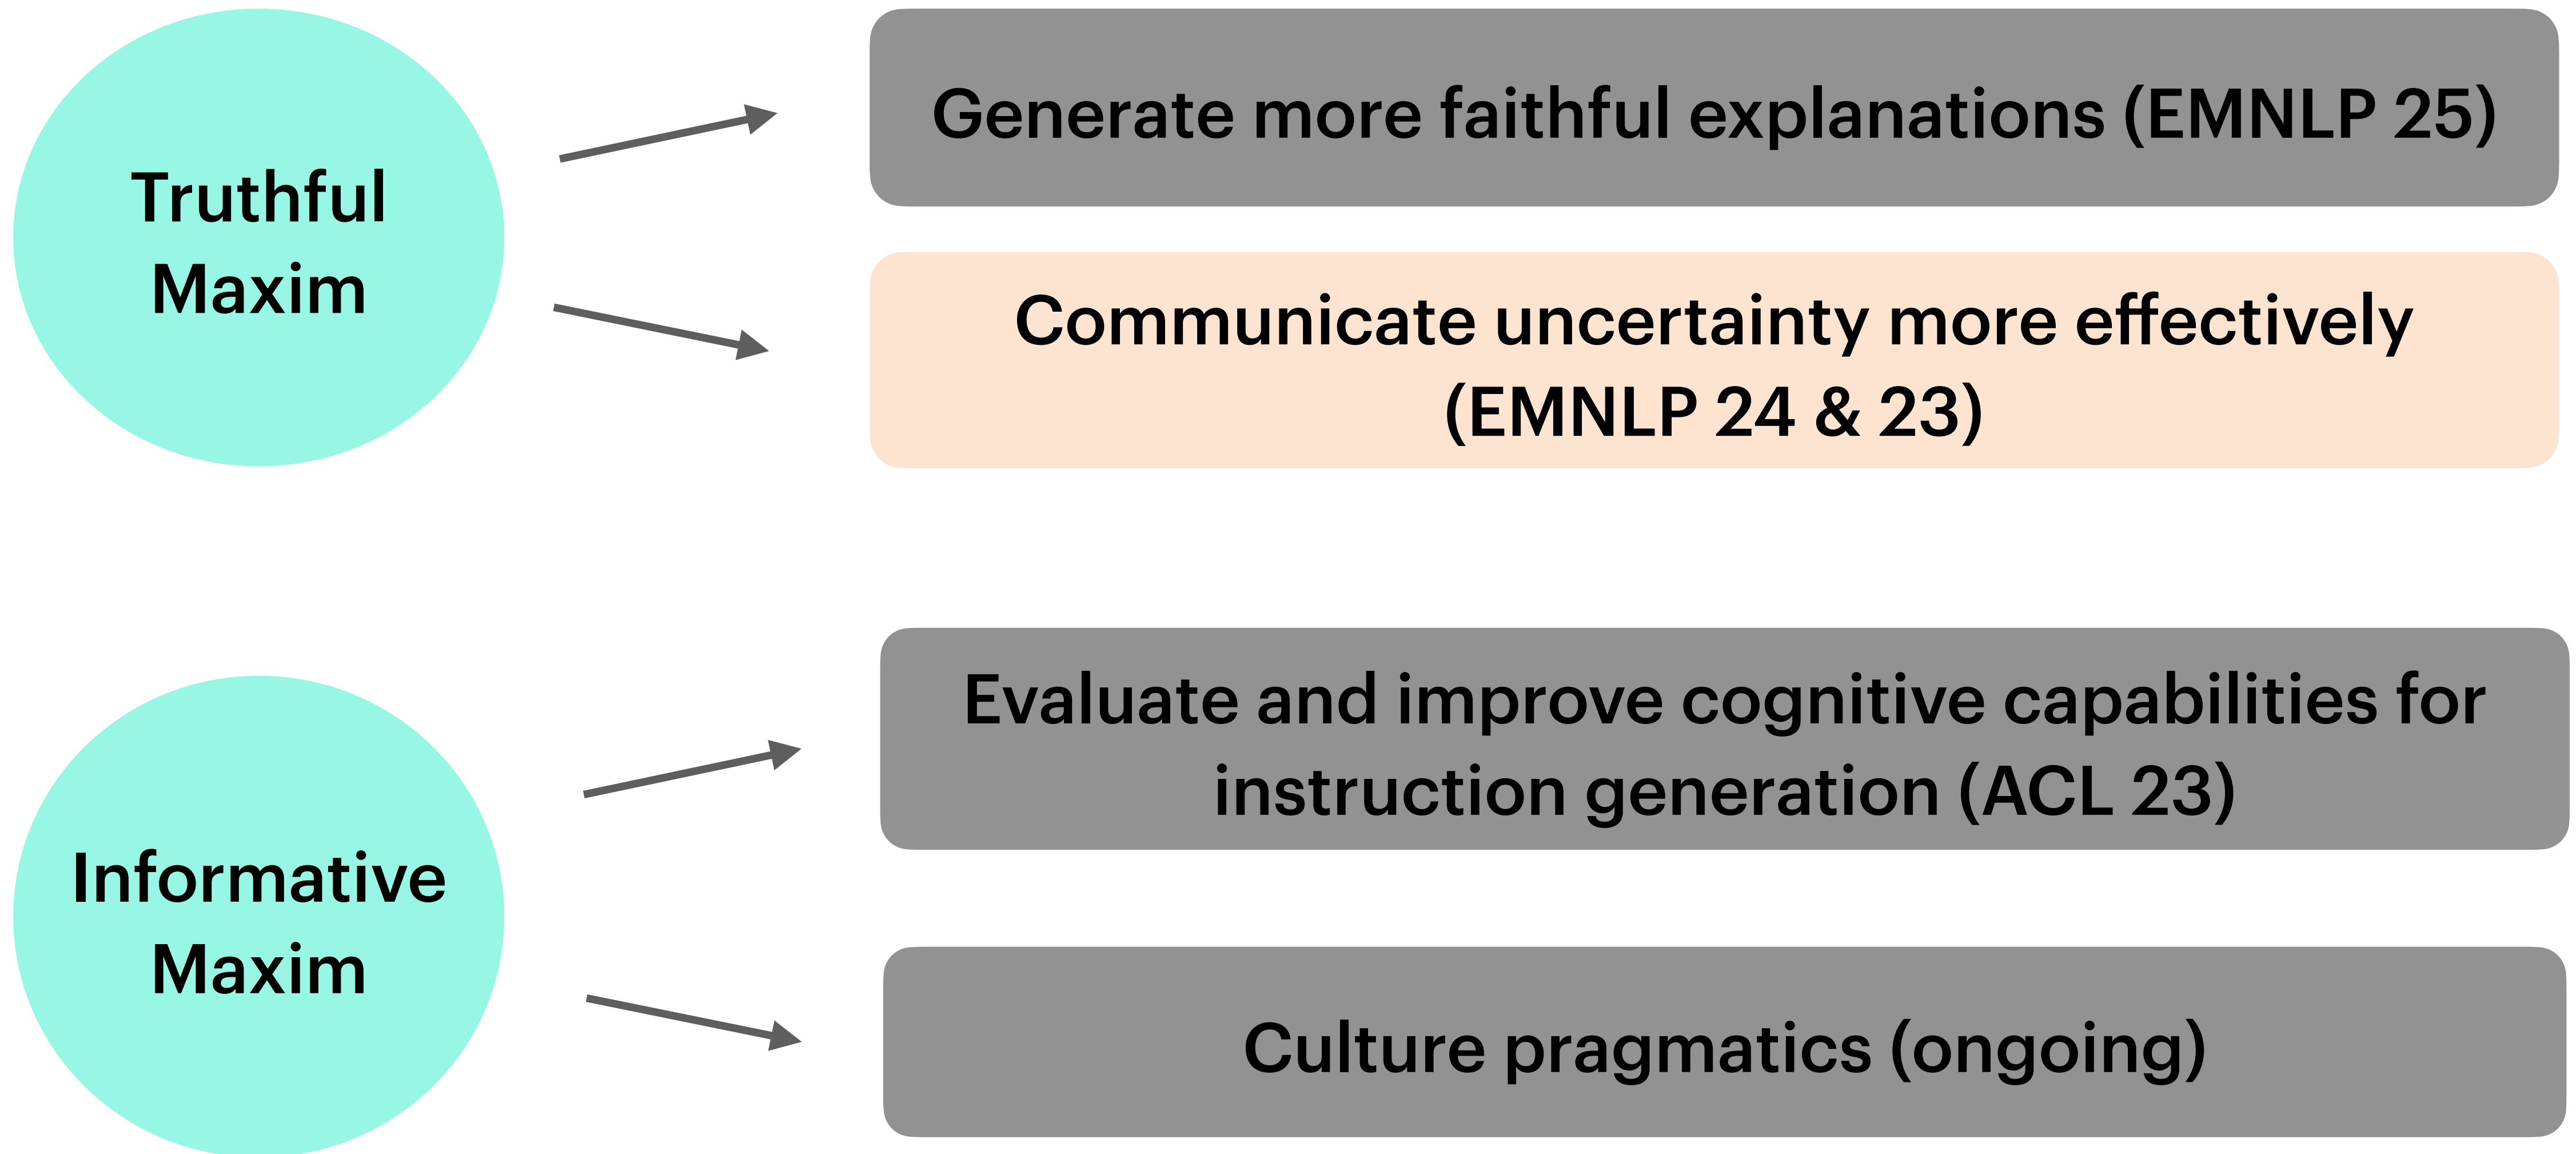 Truthful
Maxim
Generate more faithful explanations (EMNLP 25)
Communicate uncertainty more effectively
(EMNLP 24 & 23)
Informative
Maxim
Evaluate and improve cognitive capabilities for
instruction generation (ACL 23)
Culture pragmatics (ongoing)